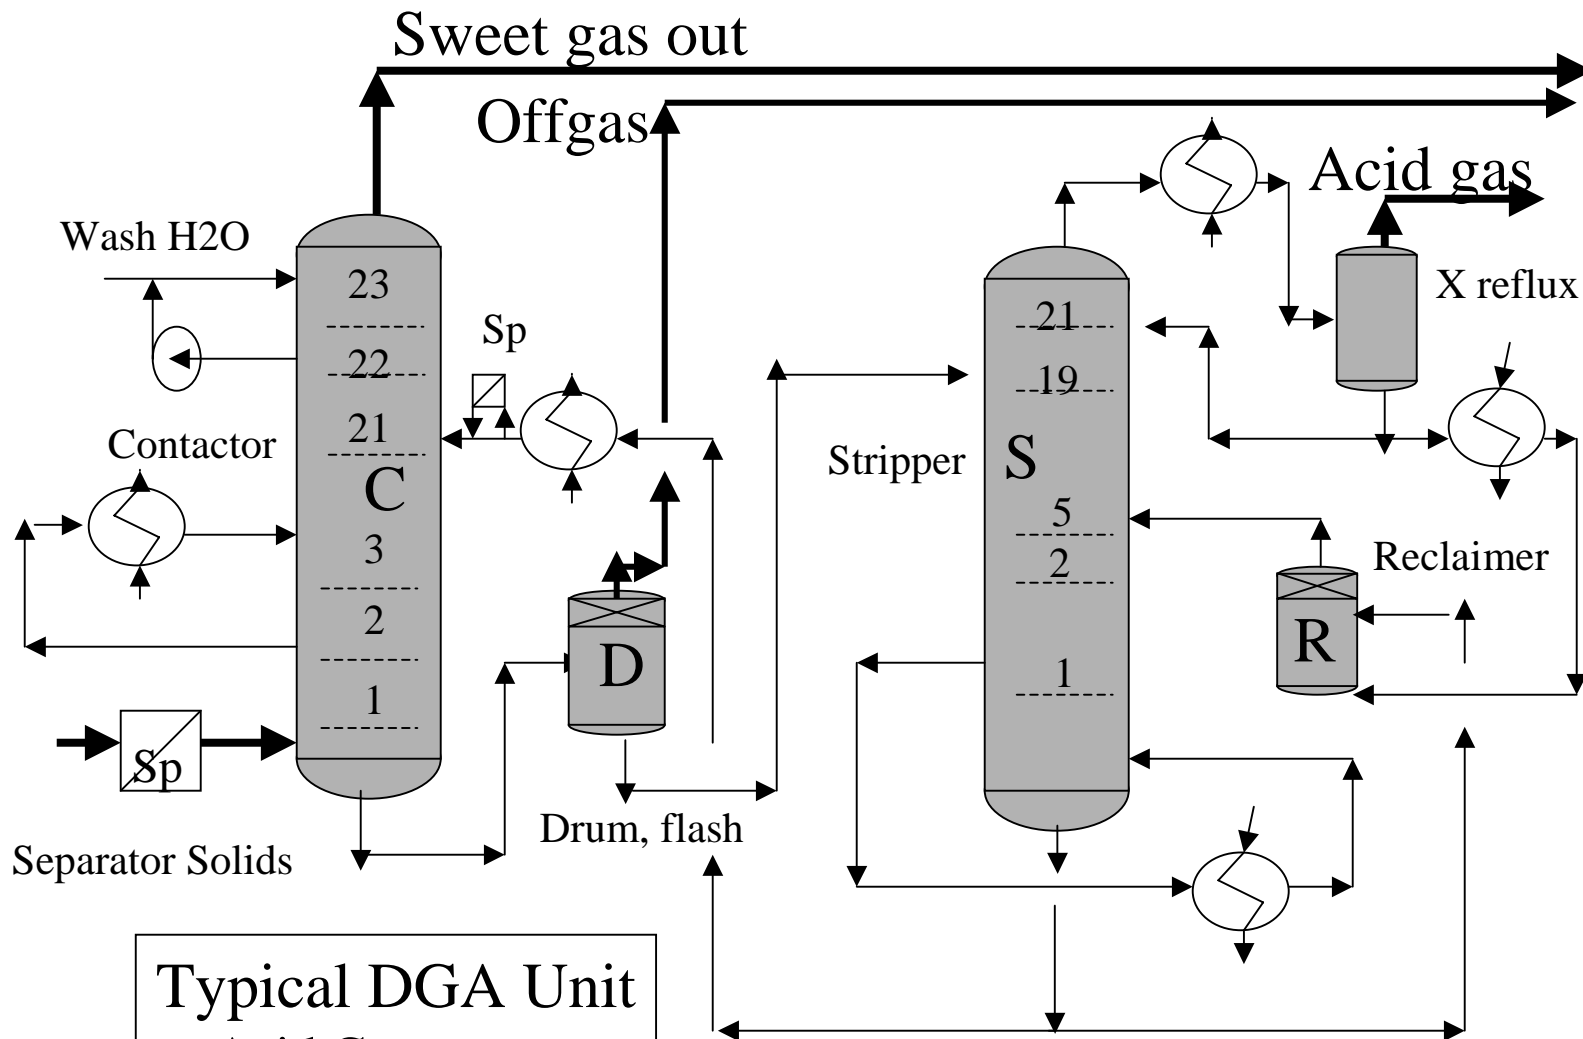 Sweet gas out
Offgas
Acid gas
Wash H2O
X reflux
23
22
21
Sp
Contactor
C
3
2
1
Sp
Separator Solids
D
Drum, flash
Stripper
S
21
19
5
2
1
Reclaimer
R
Typical DGA Unit